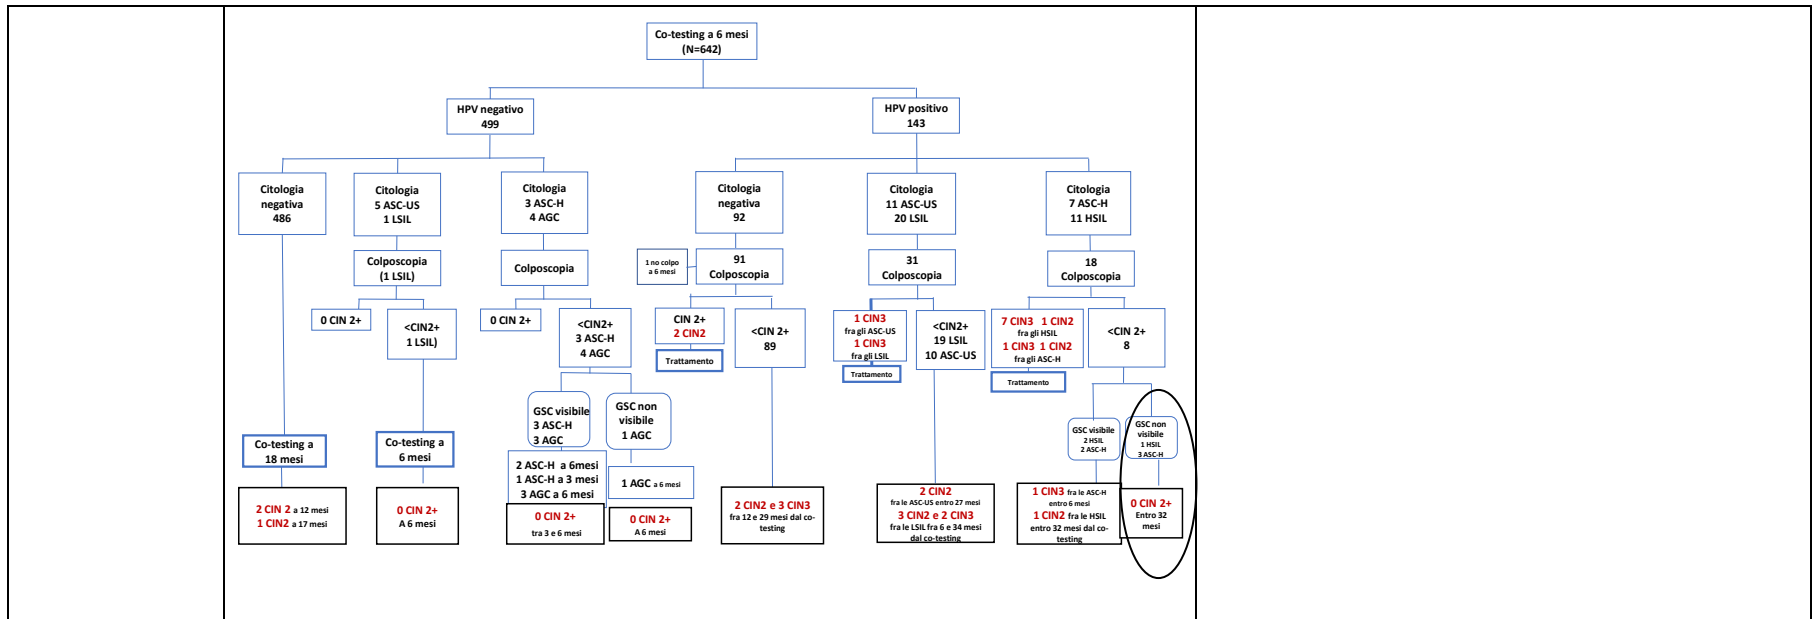 Co-testing a 6 mesi
(N=642)
HPV negativo
499
HPV positivo
143
Citologia
negativa
486
Citologia
5 ASC-US
1 LSIL
Citologia
3 ASC-H
4 AGC
Citologia
negativa
92
Citologia
11 ASC-US
20 LSIL
Citologia
7 ASC-H
11 HSIL
Colposcopia
(1 LSIL)
Colposcopia
1 no colpo
a 6 mesi
91
Colposcopia
31
Colposcopia
18
Colposcopia
0 CIN 2+
<CIN2+
1 LSIL)
0 CIN 2+
<CIN2+
3 ASC-H
4 AGC
CIN 2+
2 CIN2
Trattamento
<CIN 2+
89
1 CIN3
fra gli ASC-US
1 CIN3
fra gli LSIL
Trattamento
<CIN2+
19 LSIL
10 ASC-US
7 CIN3 1 CIN2
fra gli HSIL
1 CIN3 1 CIN2
fra gli ASC-H
Trattamento
<CIN 2+
8
GSC visibile
3 ASC-H
3 AGC
GSC non
visibile
1 AGC
GSC visibile
2 HSIL
2 ASC-H
GSC non
visibile
1 HSIL
3 ASC-H
Co-testing a
18 mesi
Co-testing a
6 mesi
2 ASC-H a 6mesi
1 ASC-H a 3 mesi
3 AGC a 6 mesi
1 AGC a 6 mesi
2 CIN 2 a 12 mesi
1 CIN2 a 17 mesi
0 CIN 2+
A 6 mesi
0 CIN 2+
tra 3 e 6 mesi
0 CIN 2+
A 6 mesi
2 CIN2 e 3 CIN3
fra 12 e 29 mesi dal co-
testing
2 CIN2
fra le ASC-US entro 27 mesi
3 CIN2 e 2 CIN3
fra le LSIL fra 6 e 34 mesi
dal co-testing
1 CIN3 fra le ASC-H
entro 6 mesi
1 CIN2 fra le HSIL
entro 32 mesi dal co-
testing
0 CIN 2+
Entro 32
mesi